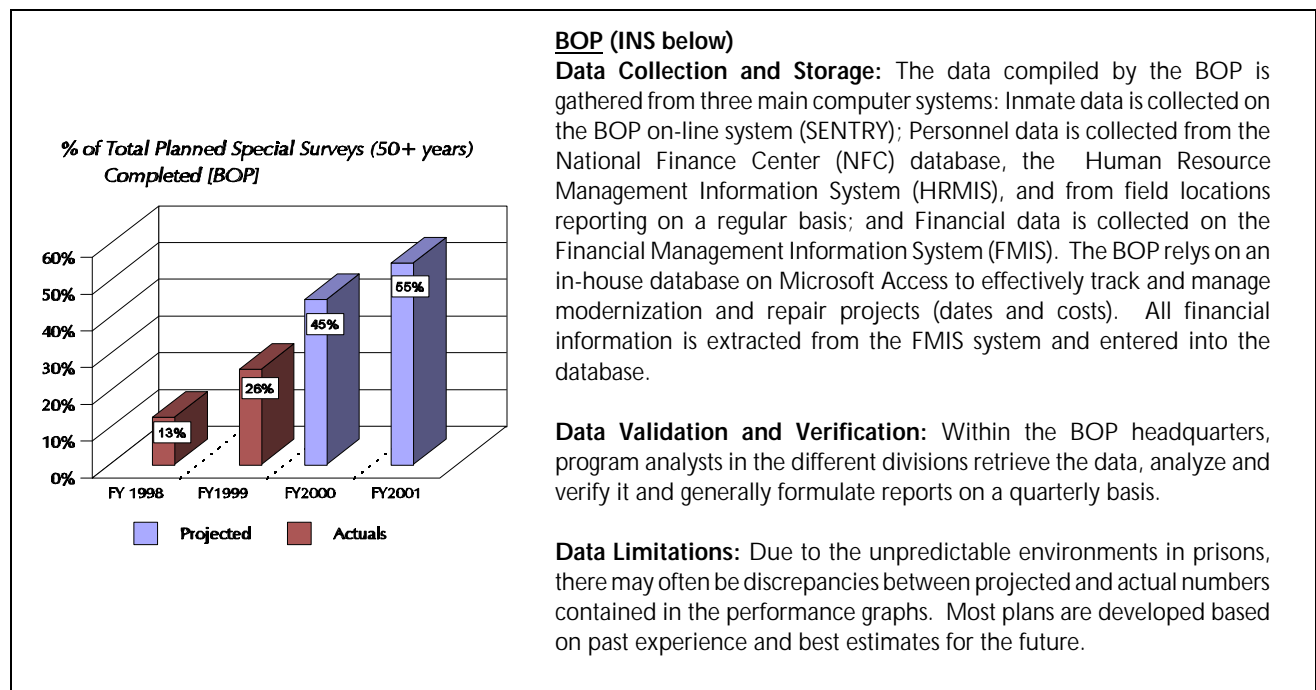 % of Total Planned Special Surveys (50+ years)
Completed [BOP]
60%
50%
40%
30%
20%
10%
0%
13%
26%
45%
55%
FY 1998
FY1999
FY2000
FY2001
Projected
Actuals
BOP (INS below)
Data Collection and Storage: The data compiled by the BOP is
gathered from three main computer systems: Inmate data is collected on
the BOP on-line system (SENTRY); Personnel data is collected from the
National Finance Center (NFC) database, the Human Resource
Management Information System (HRMIS), and from field locations
reporting on a regular basis; and Financial data is collected on the
Financial Management Information System (FMIS). The BOP relys on an
in-house database on Microsoft Access to effectively track and manage
modernization and repair projects (dates and costs). All financial
information is extracted from the FMIS system and entered into the
database.
Data Validation and Verification: Within the BOP headquarters,
program analysts in the different divisions retrieve the data, analyze and
verify it and generally formulate reports on a quarterly basis.
Data Limitations: Due to the unpredictable environments in prisons,
there may often be discrepancies between projected and actual numbers
contained in the performance graphs. Most plans are developed based
on past experience and best estimates for the future.